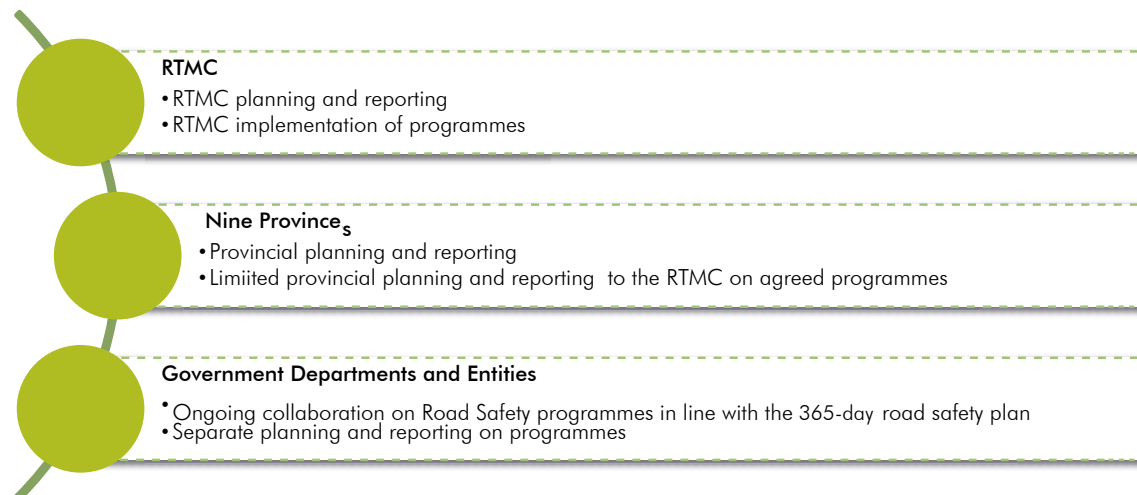 RTMC
• RTMC planning and reporting
• RTMC implementation of programmes
Nine Provinces
• Provincial planning and reporting
• Limiited provincial planning and reporting to the RTMC on agreed programmes
Government Departments and Entities
• Ongoing collaboration on Road Safety programmes in line with the 365-day road safety plan
• Separate planning and reporting on programmes